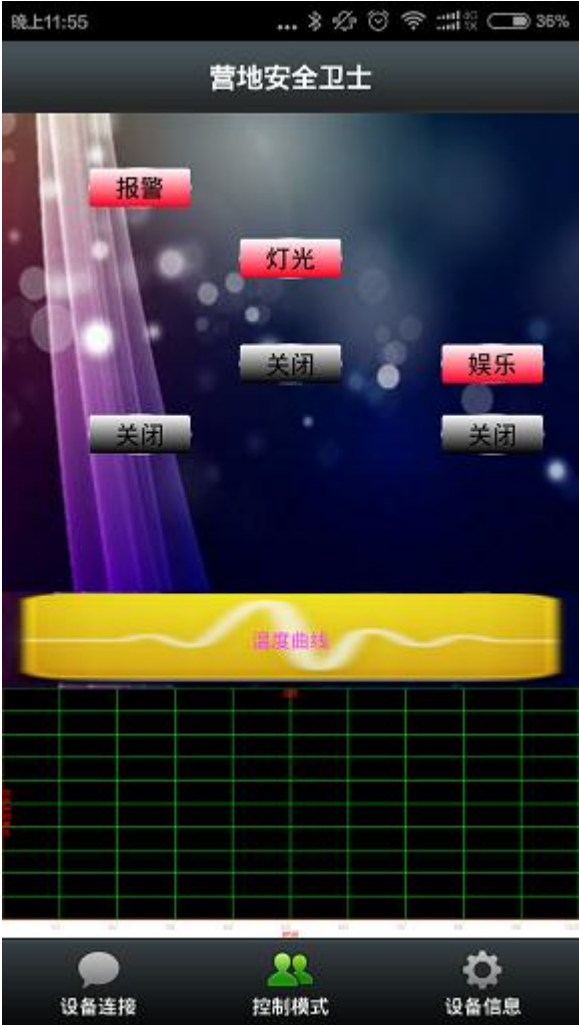 晚上11:55
... 4G 1X 36%
营地安全卫士
报警
灯光
关闭 娱乐
关闭 关闭
温度曲线
设备连接 控制模式 设备信息